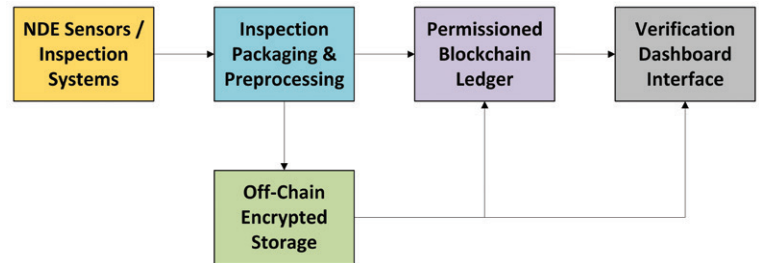 NDE Sensors /
Inspection
Systems
Inspection
Packaging &
Preprocessing
Permissioned
Blockchain
Ledger
Verification
Dashboard
Interface
Off-Chain
Encrypted
Storage